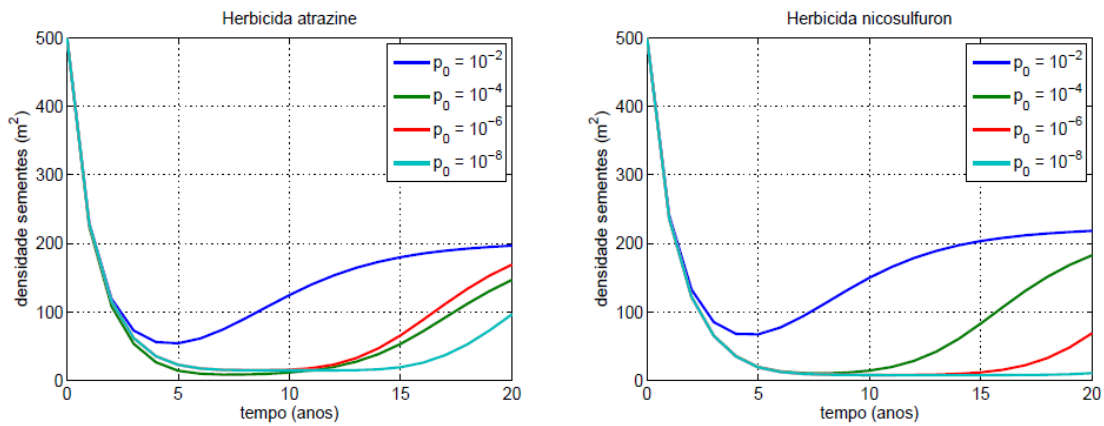 Herbicida atrazine
500
400
300
200
100
0
densidade sementes (m²)
0 5 10 15 20
tempo (anos)
p₀ = 10⁻²
p₀ = 10⁻⁴
p₀ = 10⁻⁶
p₀ = 10⁻⁸
Herbicida nicosulfuron
500
400
300
200
100
0
densidade sementes (m²)
0 5 10 15 20
tempo (anos)
p₀ = 10⁻²
p₀ = 10⁻⁴
p₀ = 10⁻⁶
p₀ = 10⁻⁸